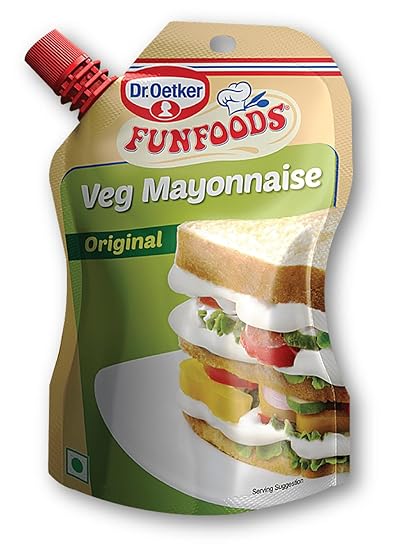 Dr.Oetker
FUNFOODS®
Veg Mayonnaise
Original
Serving Suggestion